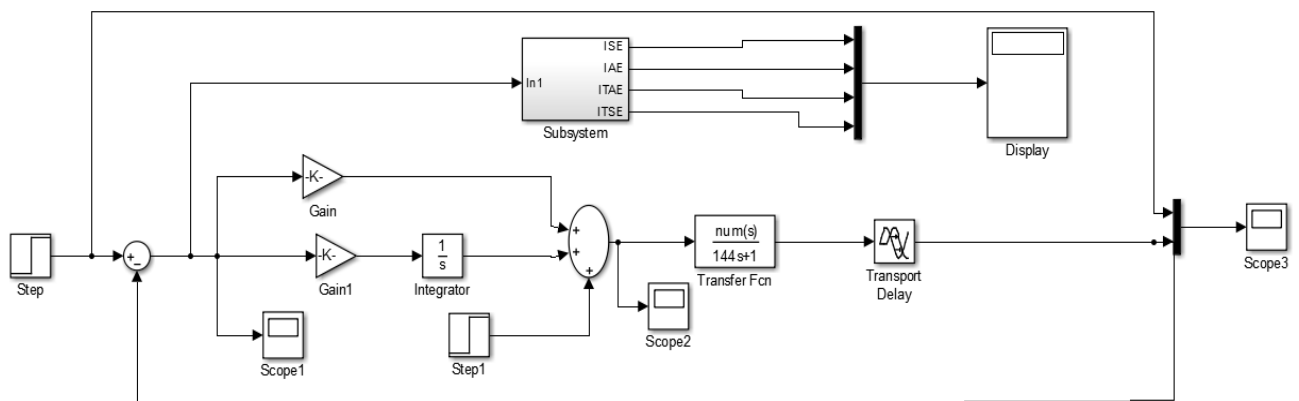 ISE
IAE
In1
ITAE
ITSE
Subsystem
Display
-K-
Gain
+
+
+
+
−
-K-
1
s
num(s)
144s+1
Step
Gain1
Integrator
Transfer Fcn
Transport
Delay
Scope3
Scope1
Step1
Scope2